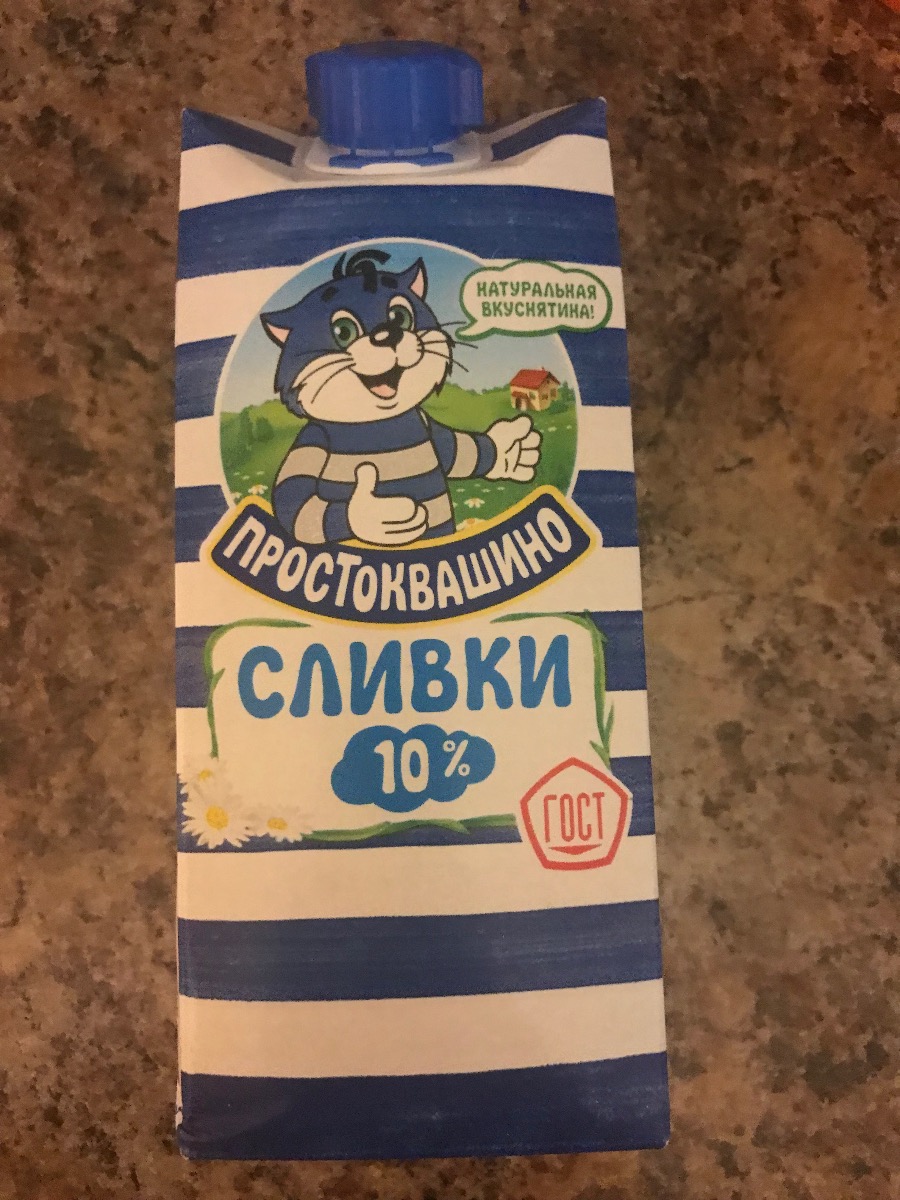 НАТУРАЛЬНАЯ
ВКУСНЯТИНА!
ПРОСТОКВАШИНО
СЛИВКИ
10%
ГОСТ